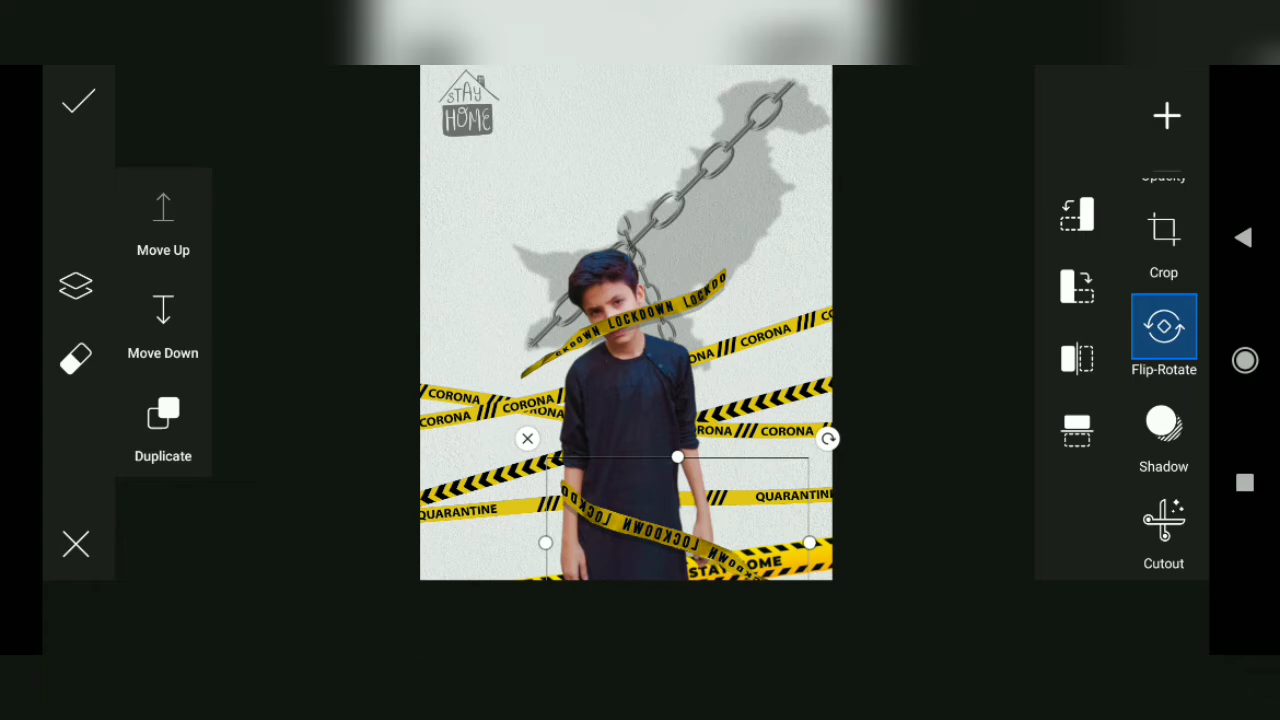 STAY
HOME
Opacity
Move Up
Crop
LOCKDOWN LOCKDO
CORONA
CORONA
Move Down
Flip-Rotate
CORONA
CORONA
CORONA
CORONA
Duplicate
Shadow
QUARANTINE
QUARANTINE
LOCKDOWN
STAY HOME
Cutout